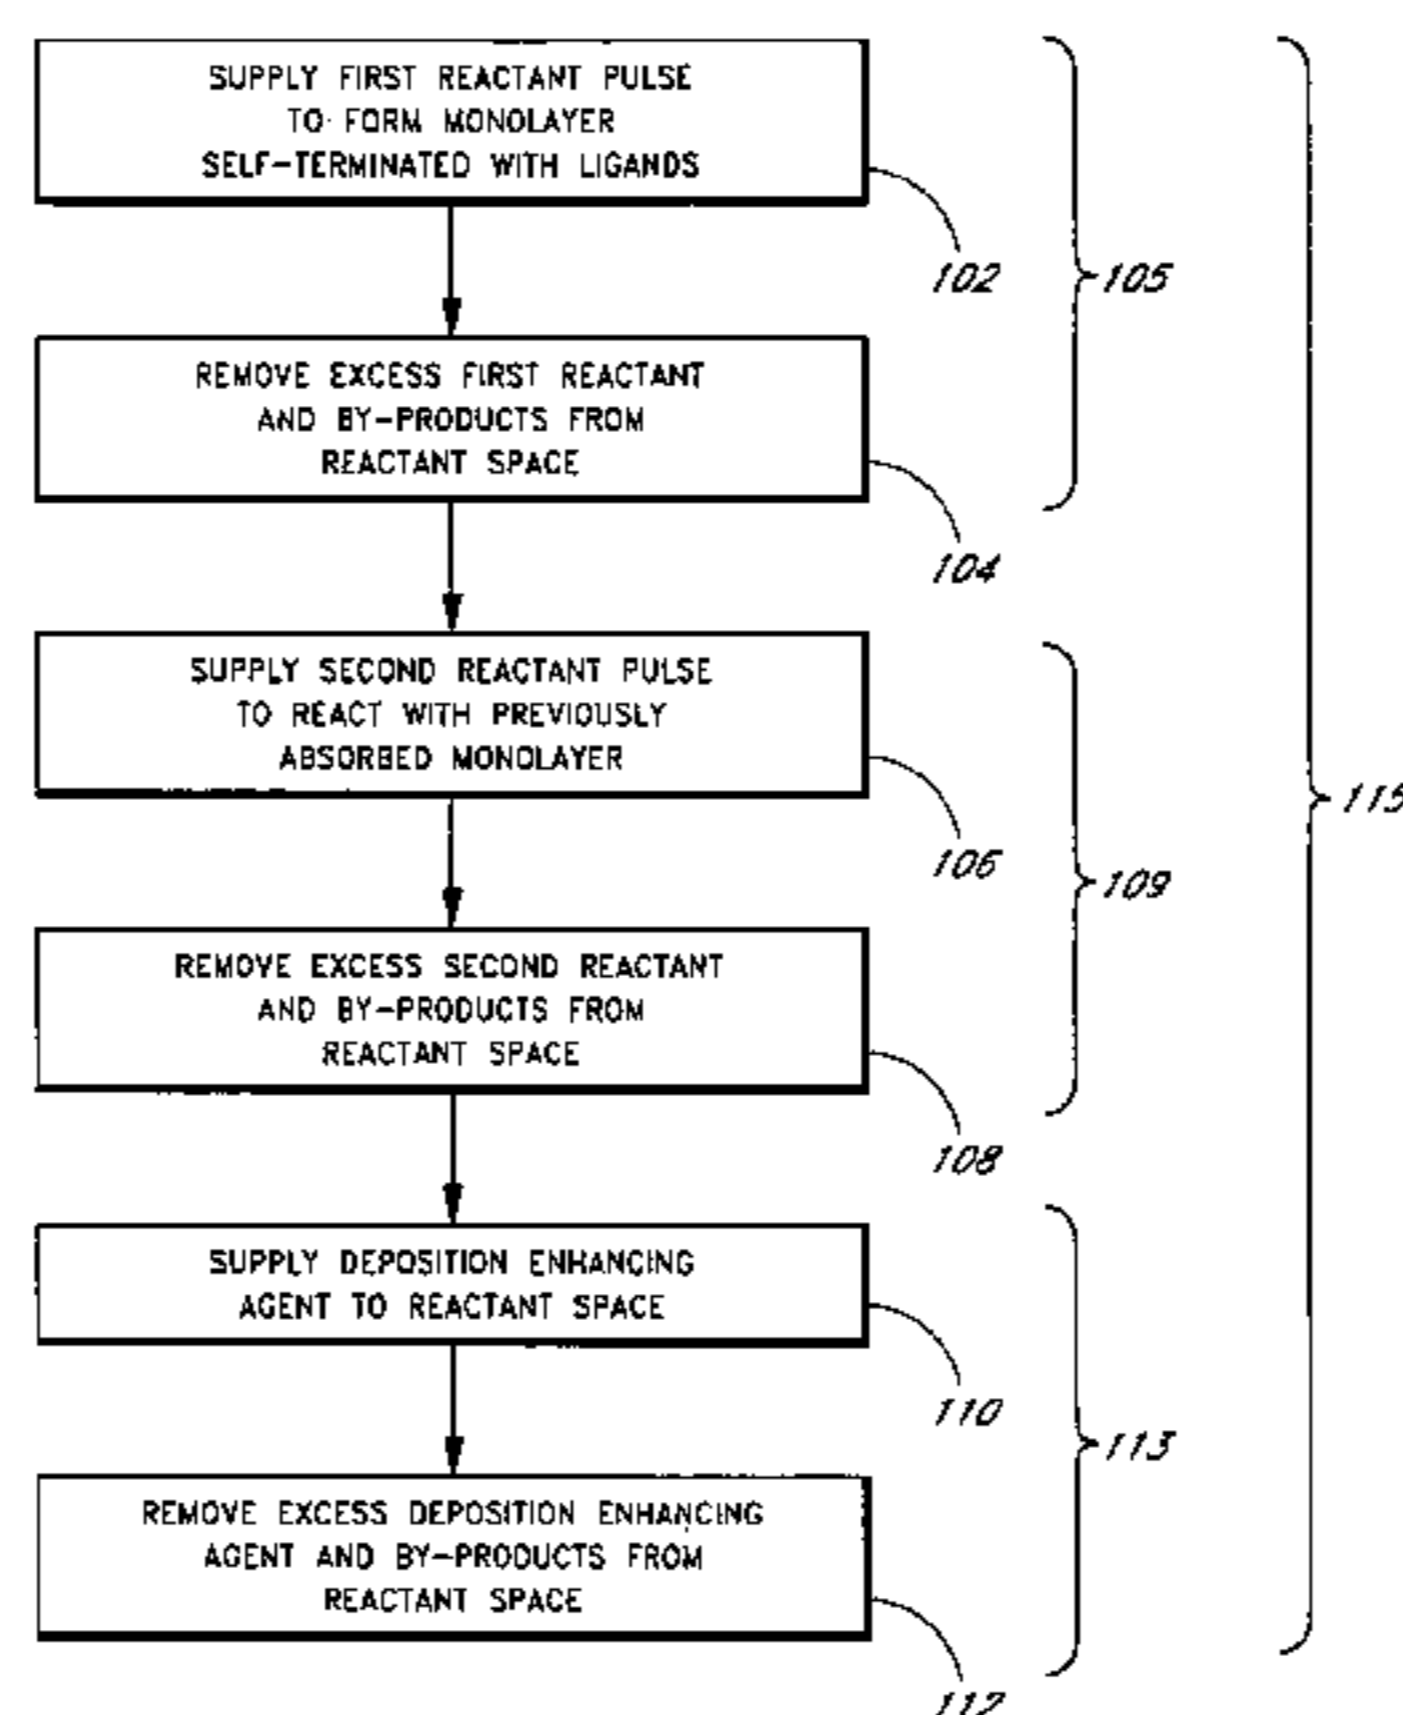 SUPPLY FIRST REACTANT PULSE
TO FORM MONOLAYER
SELF-TERMINATED WITH LIGANDS
102
105
REMOVE EXCESS FIRST REACTANT
AND BY-PRODUCTS FROM
REACTANT SPACE
104
SUPPLY SECOND REACTANT PULSE
TO REACT WITH PREVIOUSLY
ABSORBED MONOLAYER
115
106
109
REMOVE EXCESS SECOND REACTANT
AND BY-PRODUCTS FROM
REACTANT SPACE
108
SUPPLY DEPOSITION ENHANCING
AGENT TO REACTANT SPACE
110
113
REMOVE EXCESS DEPOSITION ENHANCING
AGENT AND BY-PRODUCTS FROM
REACTANT SPACE
112